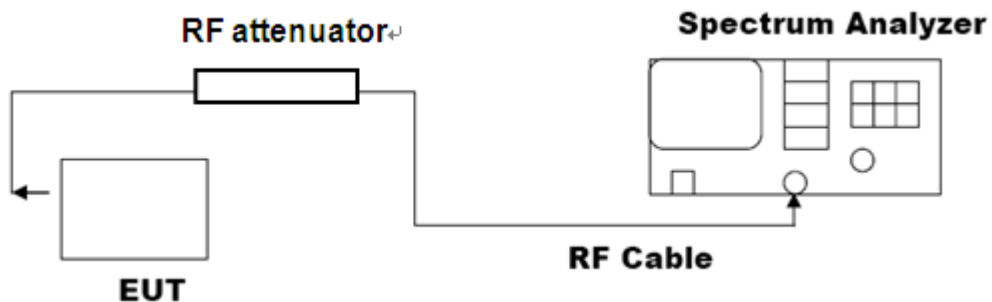 RF attenuator↵
Spectrum Analyzer
RF Cable
EUT